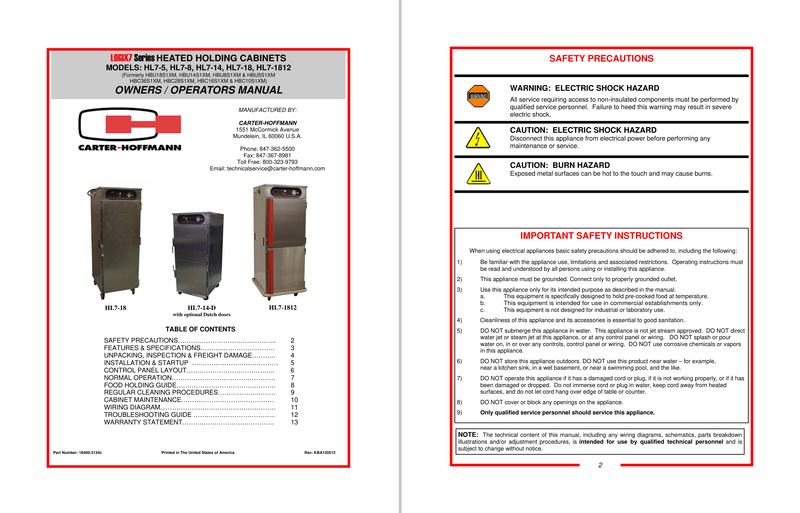 LOGIX7 Series HEATED HOLDING CABINETS
MODELS: HL7-5, HL7-8, HL7-14, HL7-18, HL7-1812
(Formerly HBU18S1XM, HBU14S1XM, HBU8S1XM & HBU5S1XM
HBC36S1XM, HBC28S1XM, HBC16S1XM & HBC10S1XM)
OWNERS / OPERATORS MANUAL
CARTER-HOFFMANN
MANUFACTURED BY:
CARTER-HOFFMANN
1551 McCormick Avenue
Mundelein, IL 60060 U.S.A.
Phone: 847-362-5500
Fax: 847-367-8981
Toll Free: 800-323-9793
Email: technicalservice@carter-hoffmann.com
HL7-18
HL7-14-D
with optional Dutch doors
HL7-1812
TABLE OF CONTENTS
SAFETY PRECAUTIONS……………………………………… 2
FEATURES & SPECIFICATIONS……………………………… 3
UNPACKING, INSPECTION & FREIGHT DAMAGE……….. 4
INSTALLATION & STARTUP ………………………………… 5
CONTROL PANEL LAYOUT…………………………………… 6
NORMAL OPERATION………………………………………… 7
FOOD HOLDING GUIDE……………………………………… 8
REGULAR CLEANING PROCEDURES……………………… 9
CABINET MAINTENANCE…………………………………… 10
WIRING DIAGRAM……………………………………………… 11
TROUBLESHOOTING GUIDE ………………………………… 12
WARRANTY STATEMENT……………………………………… 13
Part Number: 18400-3134c Printed in The United States of America Rev: KBA120513
SAFETY PRECAUTIONS
WARNING
WARNING: ELECTRIC SHOCK HAZARD
All service requiring access to non-insulated components must be performed by
qualified service personnel. Failure to heed this warning may result in severe
electric shock.
CAUTION: ELECTRIC SHOCK HAZARD
Disconnect this appliance from electrical power before performing any
maintenance or service.
CAUTION: BURN HAZARD
Exposed metal surfaces can be hot to the touch and may cause burns.
IMPORTANT SAFETY INSTRUCTIONS
When using electrical appliances basic safety precautions should be adhered to, including the following:
1) Be familiar with the appliance use, limitations and associated restrictions. Operating instructions must
be read and understood by all persons using or installing this appliance.
2) This appliance must be grounded. Connect only to properly grounded outlet.
3) Use this appliance only for its intended purpose as described in the manual.
a. This equipment is specifically designed to hold pre-cooked food at temperature.
b. This equipment is intended for use in commercial establishments only.
c. This equipment is not designed for industrial or laboratory use.
4) Cleanliness of this appliance and its accessories is essential to good sanitation.
5) DO NOT submerge this appliance in water. This appliance is not jet stream approved. DO NOT direct
water jet or steam jet at this appliance, or at any control panel or wiring. DO NOT splash or pour
water on, in or over any controls, control panel or wiring. DO NOT use corrosive chemicals or vapors
in this appliance.
6) DO NOT store this appliance outdoors. DO NOT use this product near water – for example,
near a kitchen sink, in a wet basement, or near a swimming pool, and the like.
7) DO NOT operate this appliance if it has a damaged cord or plug, if it is not working properly, or if it has
been damaged or dropped. Do not immerse cord or plug in water, keep cord away from heated
surfaces, and do not let cord hang over edge of table or counter.
8) DO NOT cover or block any openings on the appliance.
9) Only qualified service personnel should service this appliance.
NOTE: The technical content of this manual, including any wiring diagrams, schematics, parts breakdown
illustrations and/or adjustment procedures, is intended for use by qualified technical personnel and is
subject to change without notice.
2